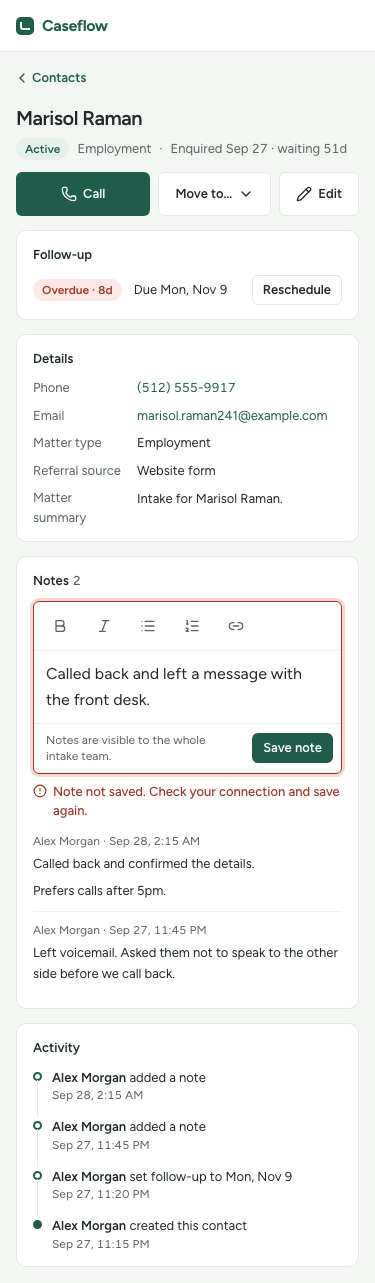 Caseflow
Contacts
Marisol Raman
Active Employment · Enquired Sep 27 · waiting 51d
Call Move to... Edit
Follow-up
Overdue · 8d Due Mon, Nov 9 Reschedule
Details
Phone (512) 555-9917
Email marisol.raman241@example.com
Matter type Employment
Referral source Website form
Matter summary Intake for Marisol Raman.
Notes 2
Called back and left a message with
the front desk.
Notes are visible to the whole
intake team.
Save note
Note not saved. Check your connection and save
again.
Alex Morgan · Sep 28, 2:15 AM
Called back and confirmed the details.
Prefers calls after 5pm.
Alex Morgan · Sep 27, 11:45 PM
Left voicemail. Asked them not to speak to the other
side before we call back.
Activity
Alex Morgan added a note
Sep 28, 2:15 AM
Alex Morgan added a note
Sep 27, 11:45 PM
Alex Morgan set follow-up to Mon, Nov 9
Sep 27, 11:20 PM
Alex Morgan created this contact
Sep 27, 11:15 PM